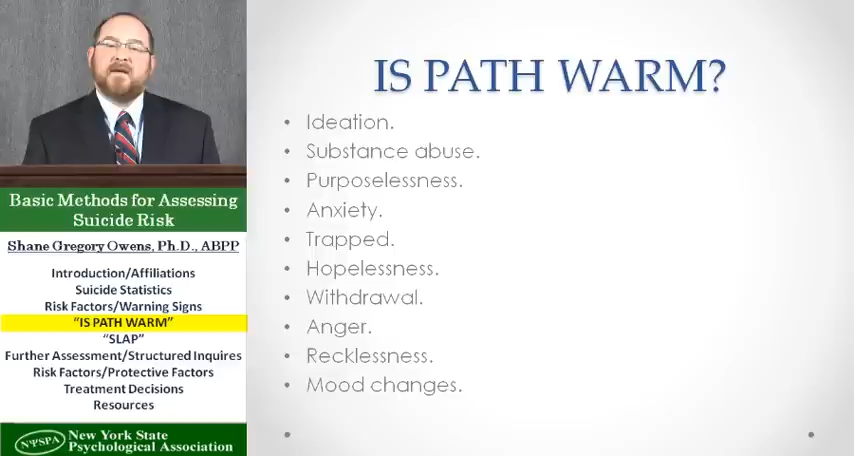 Basic Methods for Assessing
Suicide Risk
Shane Gregory Owens, Ph.D., ABPP
Introduction/Affiliations
Suicide Statistics
Risk Factors/Warning Signs
"IS PATH WARM"
"SLAP"
Further Assessment/Structured Inquires
Risk Factors/Protective Factors
Treatment Decisions
Resources
NYSPA
New York State
Psychological Association
IS PATH WARM?
• Ideation.
• Substance abuse.
• Purposelessness.
• Anxiety.
• Trapped.
• Hopelessness.
• Withdrawal.
• Anger.
• Recklessness.
• Mood changes.